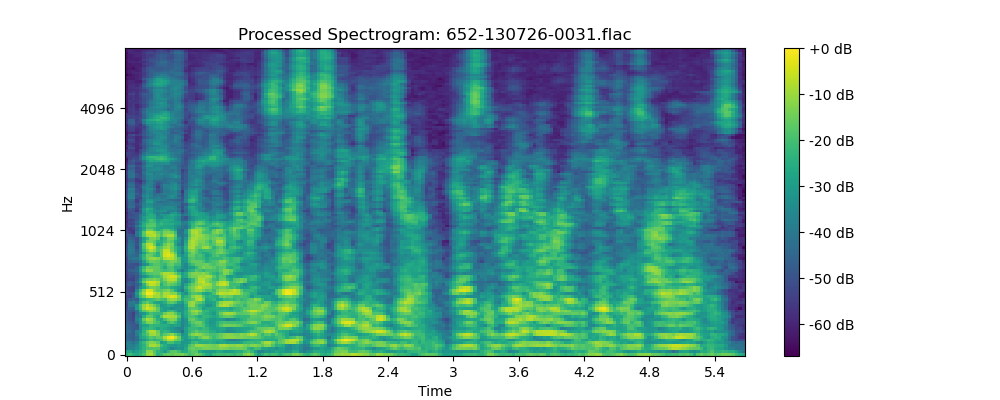 Processed Spectrogram: 652-130726-0031.flac
Hz
4096
2048
1024
512
0
0 0.6 1.2 1.8 2.4 3 3.6 4.2 4.8 5.4
Time
+0 dB
-10 dB
-20 dB
-30 dB
-40 dB
-50 dB
-60 dB